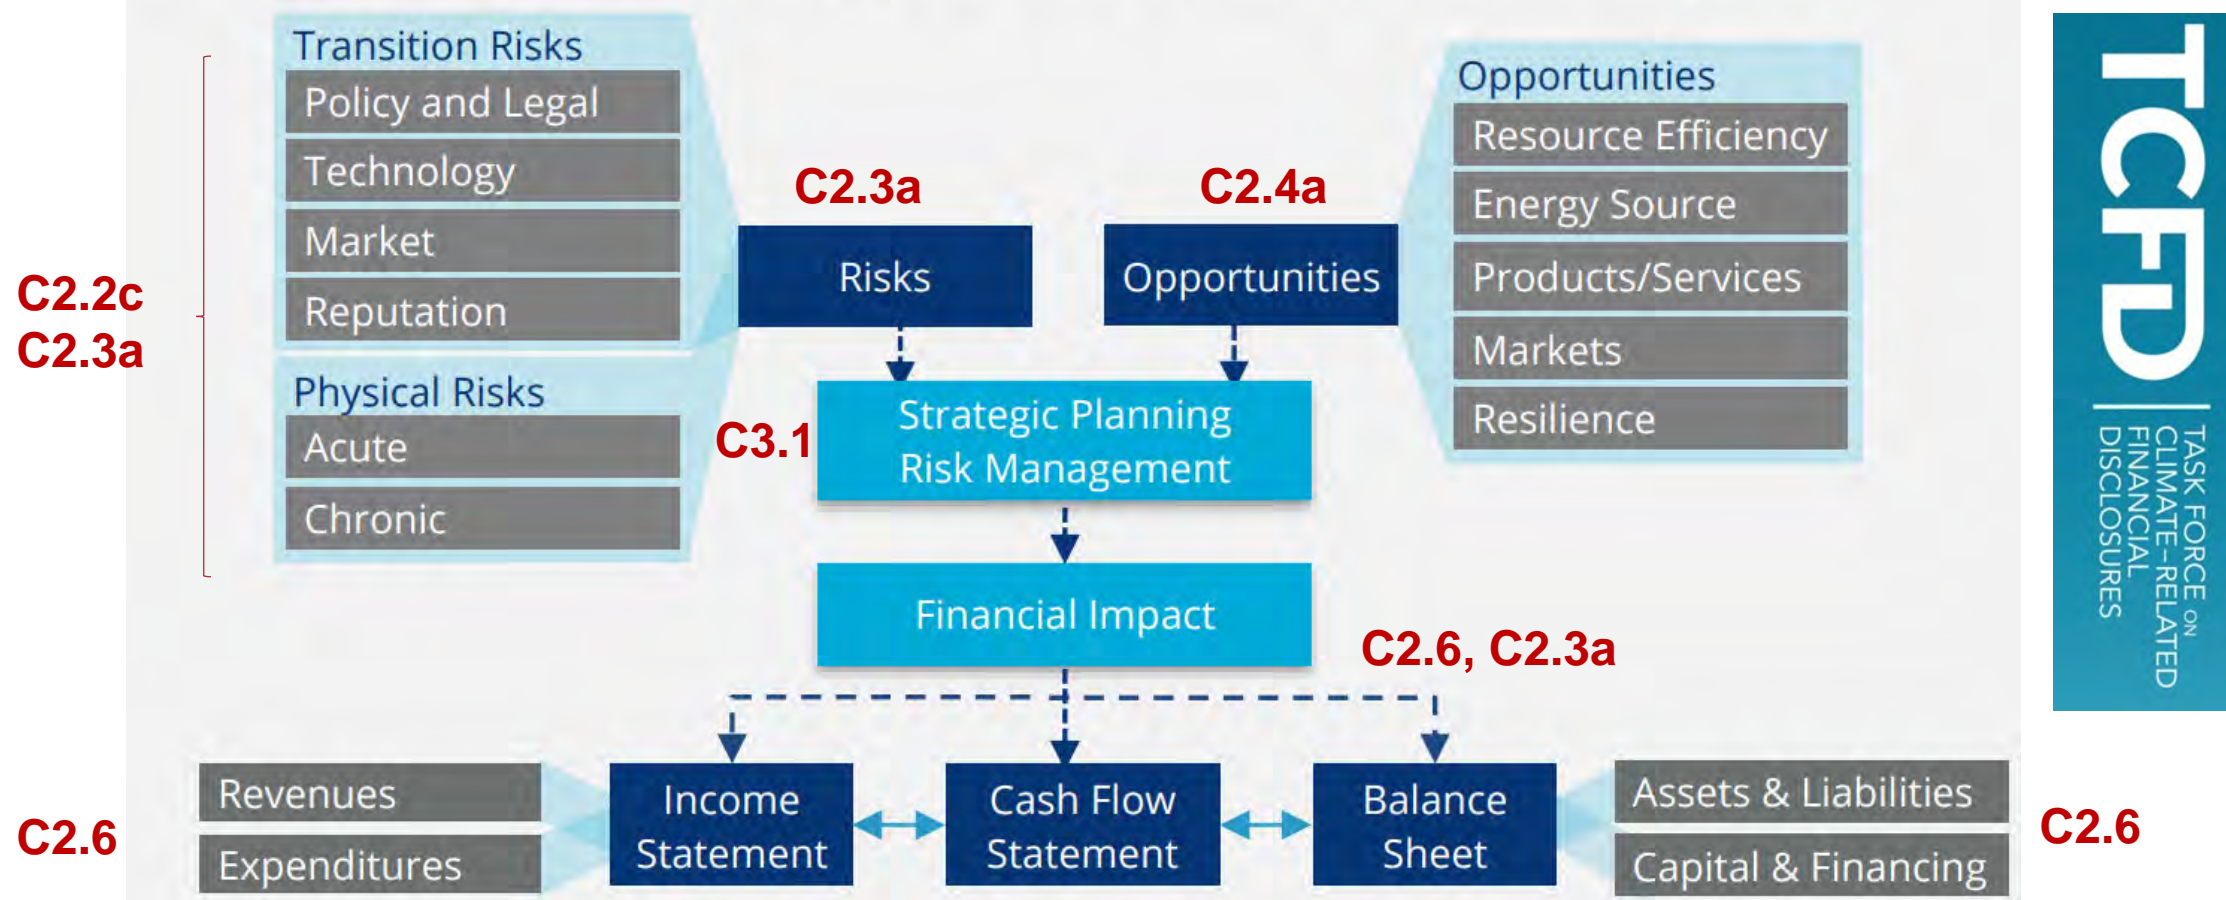 Transition Risks
Policy and Legal
Technology
Market
Reputation
Physical Risks
Acute
Chronic
C2.2c
C2.3a
C2.3a
Risks
C2.4a
Opportunities
Opportunities
Resource Efficiency
Energy Source
Products/Services
Markets
Resilience
C3.1
Strategic Planning
Risk Management
Financial Impact
C2.6, C2.3a
Income
Statement
Cash Flow
Statement
Balance
Sheet
Revenues
Expenditures
C2.6
Assets & Liabilities
Capital & Financing
C2.6
TCFD
TASK FORCE ON
CLIMATE-RELATED
FINANCIAL
DISCLOSURES